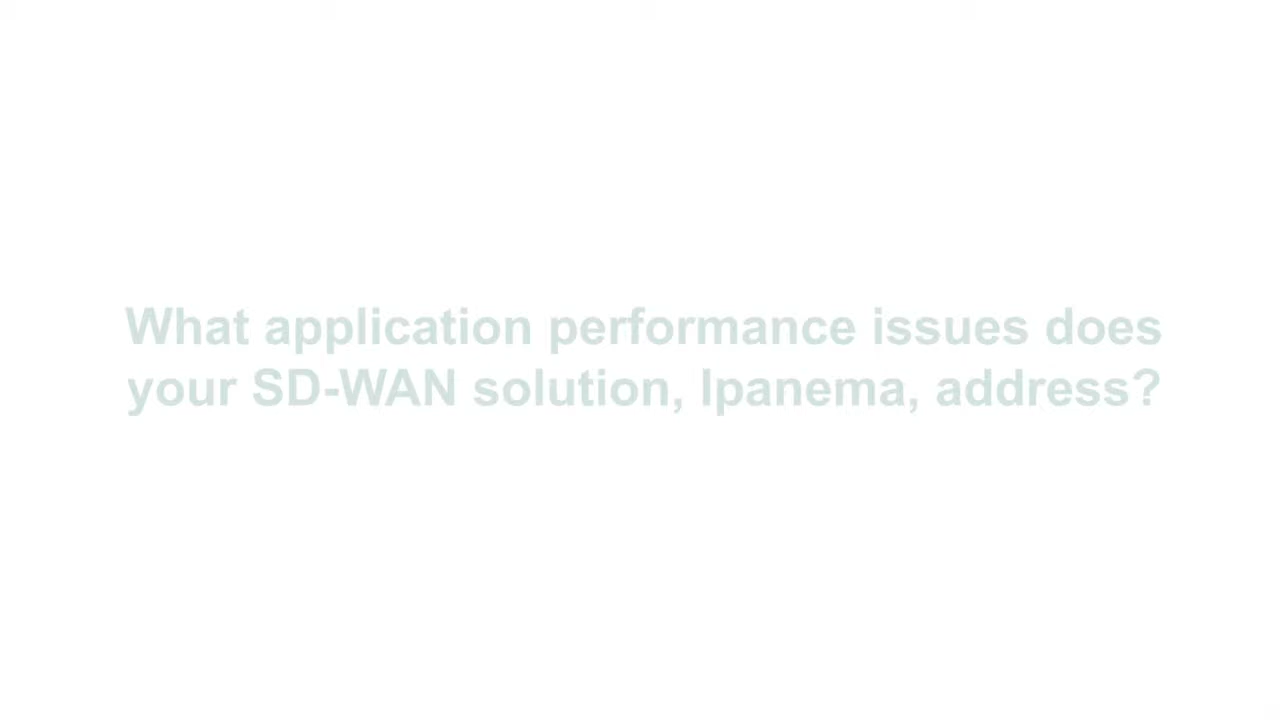 What application performance issues does
your SD-WAN solution, Ipanema, address?